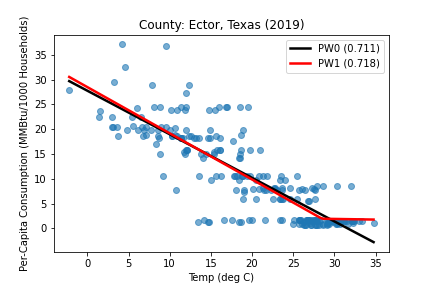 County: Ector, Texas (2019)
Per-Capita Consumption (MMBtu/1000 Households)
35
30
25
20
15
10
5
0
PW0 (0.711)
PW1 (0.718)
0 5 10 15 20 25 30 35
Temp (deg C)